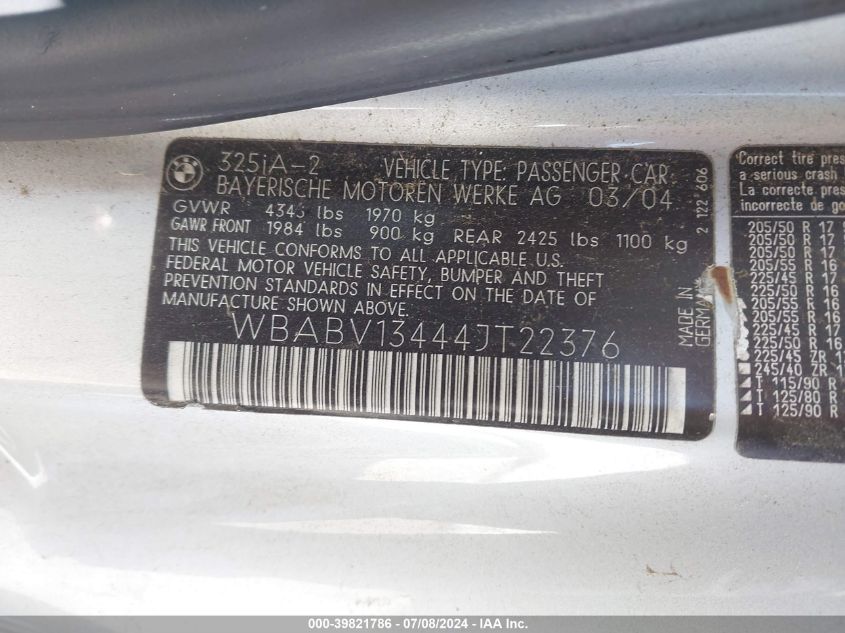 325iA-2 VEHICLE TYPE: PASSENGER CAR
BAYERISCHE MOTOREN WERKE AG 03/04
GVWR 4343 lbs 1970 kg
GAWR FRONT 1984 lbs 900 kg REAR 2425 lbs 1100 kg
THIS VEHICLE CONFORMS TO ALL APPLICABLE U.S.
FEDERAL MOTOR VEHICLE SAFETY, BUMPER AND THEFT
PREVENTION STANDARDS IN EFFECT ON THE DATE OF
MANUFACTURE SHOWN ABOVE.
WBABV13444JT22376
2 122 606
MADE IN
GERMANY
Correct tire
a serious crash
La correcte
incorrecte de
205/50 R 17
205/50 R 17
205/50 R 17
205/55 R 16
225/45 R 17
225/50 R 16
205/55 R 16
205/55 R 16
225/45 R 17
225/50 R 16
225/45 ZR
245/40 ZR
T 115/90 R
T 125/80 R
T 125/90 R
000-39821786 - 07/08/2024 - IAA Inc.